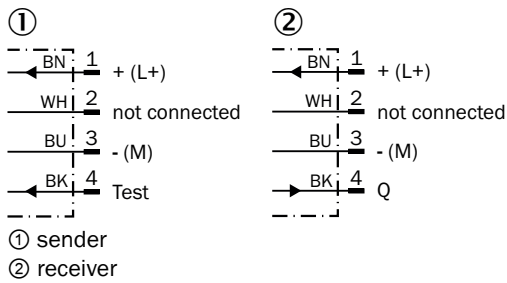 ① ②
BN 1 + (L+) BN 1 + (L+)
WH 2 not connected WH 2 not connected
BU 3 - (M) BU 3 - (M)
BK 4 Test BK 4 Q
① sender
② receiver